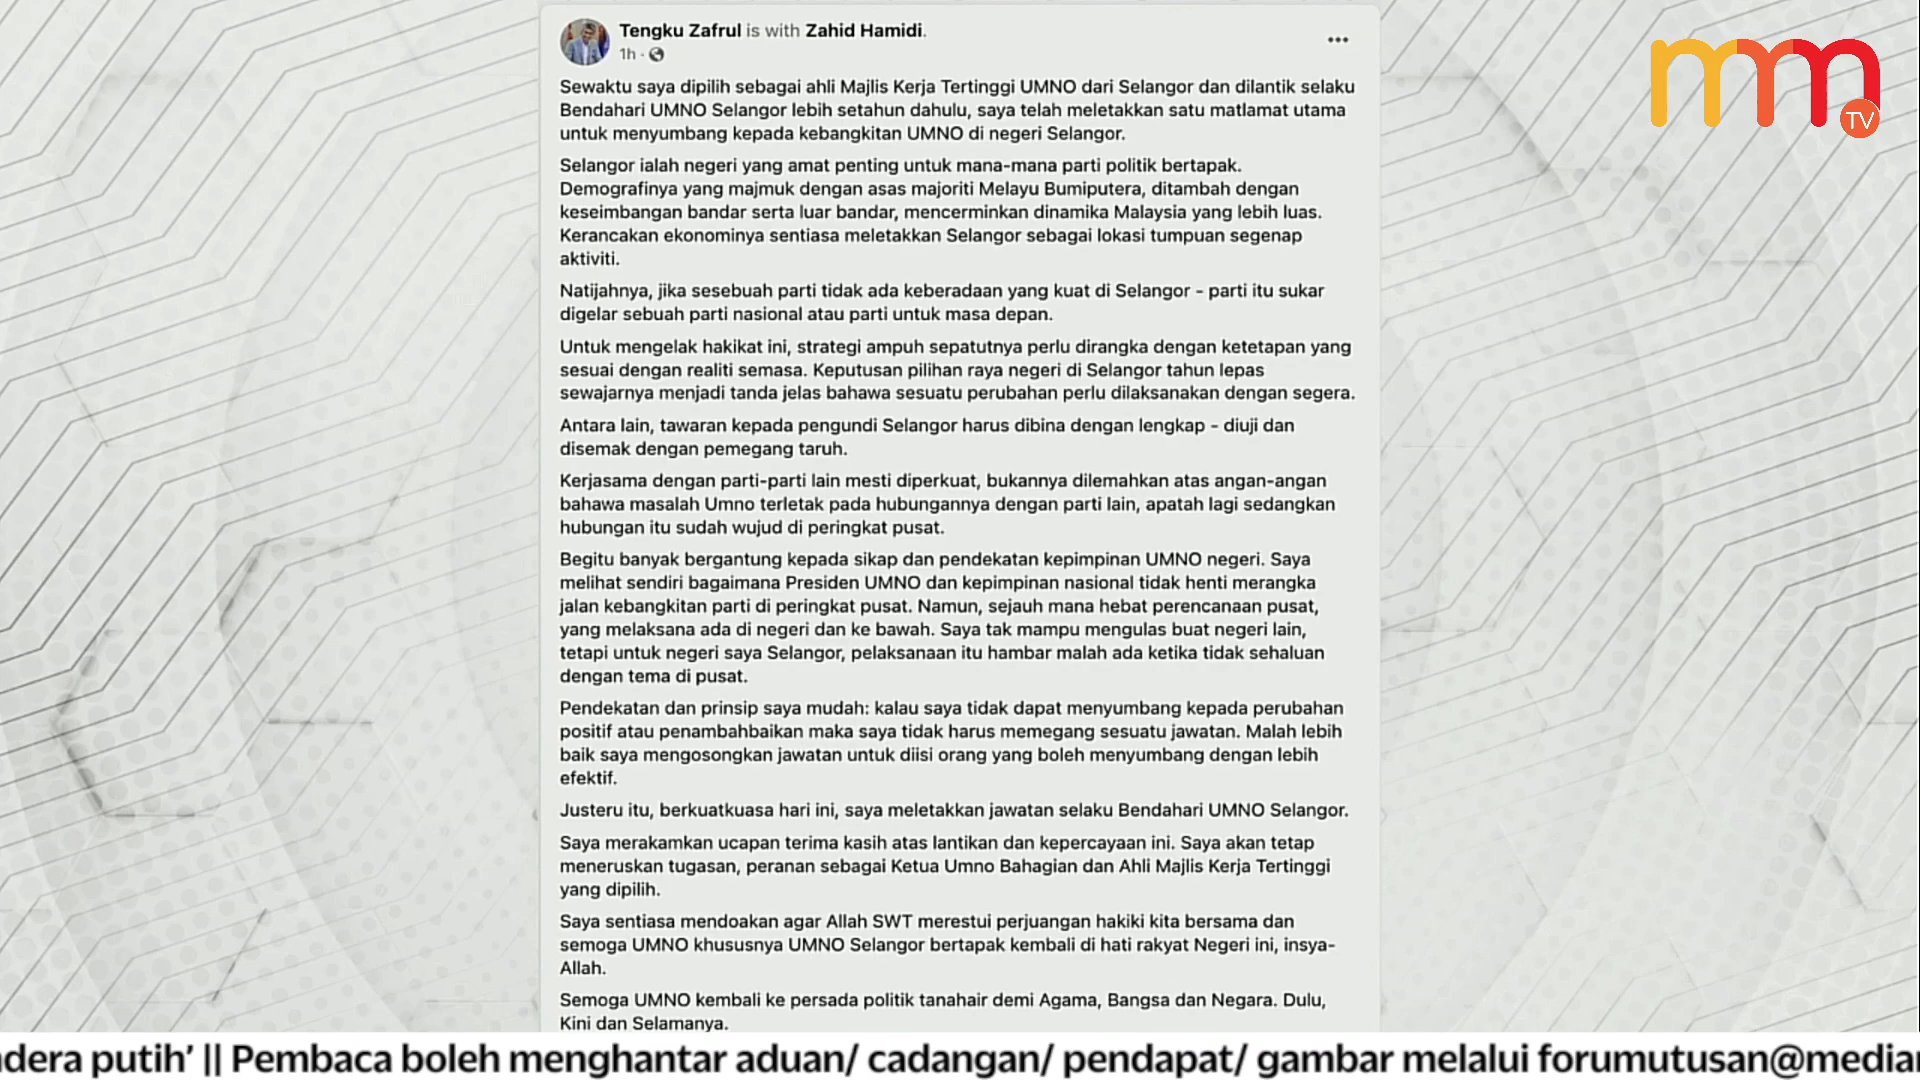 Tengku Zafrul is with Zahid Hamidi.
1h ·
Sewaktu saya dipilih sebagai ahli Majlis Kerja Tertinggi UMNO dari Selangor dan dilantik selaku
Bendahari UMNO Selangor lebih setahun dahulu, saya telah meletakkan satu matlamat utama
untuk menyumbang kepada kebangkitan UMNO di negeri Selangor.
Selangor ialah negeri yang amat penting untuk mana-mana parti politik bertapak.
Demografinya yang majmuk dengan asas majoriti Melayu Bumiputera, ditambah dengan
keseimbangan bandar serta luar bandar, mencerminkan dinamika Malaysia yang lebih luas.
Kerancakan ekonominya sentiasa meletakkan Selangor sebagai lokasi tumpuan segenap
aktiviti.
Natijahnya, jika sesebuah parti tidak ada keberadaan yang kuat di Selangor - parti itu sukar
digelar sebuah parti nasional atau parti untuk masa depan.
Untuk mengelak hakikat ini, strategi ampuh sepatutnya perlu dirangka dengan ketetapan yang
sesuai dengan realiti semasa. Keputusan pilihan raya negeri di Selangor tahun lepas
sewajarnya menjadi tanda jelas bahawa sesuatu perubahan perlu dilaksanakan dengan segera.
Antara lain, tawaran kepada pengundi Selangor harus dibina dengan lengkap - diuji dan
disemak dengan pemegang taruh.
Kerjasama dengan parti-parti lain mesti diperkuat, bukannya dilemahkan atas angan-angan
bahawa masalah Umno terletak pada hubungannya dengan parti lain, apatah lagi sedangkan
hubungan itu sudah wujud di peringkat pusat.
Begitu banyak bergantung kepada sikap dan pendekatan kepimpinan UMNO negeri. Saya
melihat sendiri bagaimana Presiden UMNO dan kepimpinan nasional tidak henti merangka
jalan kebangkitan parti di peringkat pusat. Namun, sejauh mana hebat perencanaan pusat,
yang melaksana ada di negeri dan ke bawah. Saya tak mampu mengulas buat negeri lain,
tetapi untuk negeri saya Selangor, pelaksanaan itu hambar malah ada ketika tidak sehaluan
dengan tema di pusat.
Pendekatan dan prinsip saya mudah: kalau saya tidak dapat menyumbang kepada perubahan
positif atau penambahbaikan maka saya tidak harus memegang sesuatu jawatan. Malah lebih
baik saya mengosongkan jawatan untuk diisi orang yang boleh menyumbang dengan lebih
efektif.
Justeru itu, berkuatkuasa hari ini, saya meletakkan jawatan selaku Bendahari UMNO Selangor.
Saya merakamkan ucapan terima kasih atas lantikan dan kepercayaan ini. Saya akan tetap
meneruskan tugasan, peranan sebagai Ketua Umno Bahagian dan Ahli Majlis Kerja Tertinggi
yang dipilih.
Saya sentiasa mendoakan agar Allah SWT merestui perjuangan hakiki kita bersama dan
semoga UMNO khususnya UMNO Selangor bertapak kembali di hati rakyat Negeri ini, insya-
Allah.
Semoga UMNO kembali ke persada politik tanahair demi Agama, Bangsa dan Negara. Dulu,
Kini dan Selamanya.
mm TV
ndera putih' || Pembaca boleh menghantar aduan/ cadangan/ pendapat/ gambar melalui forumutusan@median